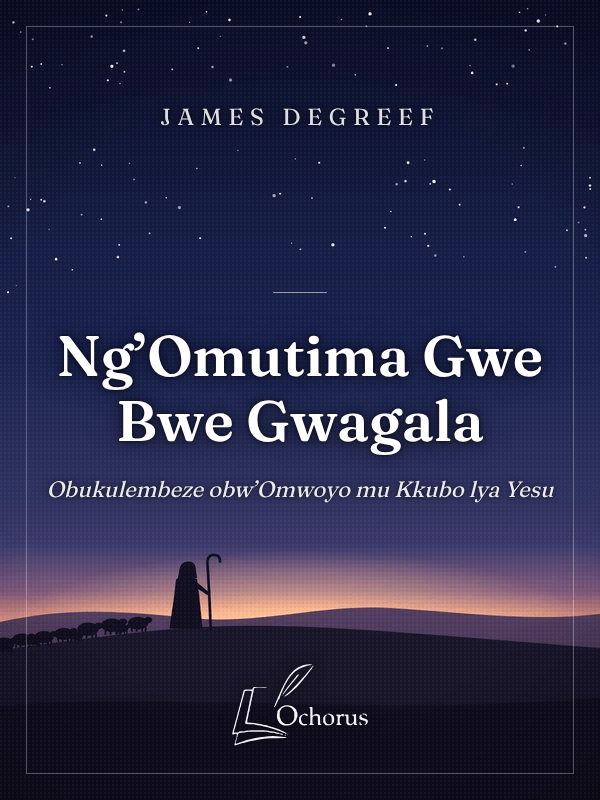 JAMES DEGREEF
Ng’Omutima Gwe
Bwe Gwagala
Obukulembeze obw’Omwoyo mu Kkubo lya Yesu
Ochorus